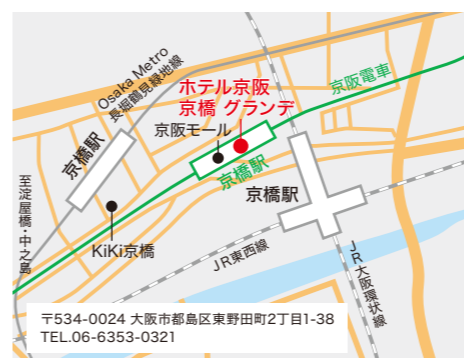 Osaka Metro
長堀鶴見緑地線
京橋駅
ホテル京阪
京橋 グランデ
京阪モール
京阪電車
京橋駅
京橋駅
至淀屋橋・中之島
KiKi京橋
JR東西線
JR大阪環状線
〒534-0024 大阪市都島区東野田町2丁目1-38
TEL.06-6353-0321